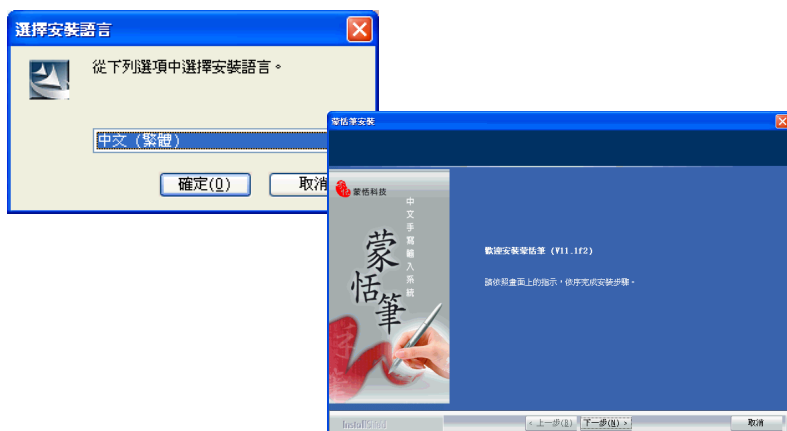 選擇安裝語言
從下列選項中選擇安裝語言。
中文 (繁體)
確定(O)
取消
蒙恬筆安裝
蒙恬科技
中文手寫輸入系統
蒙恬筆
歡迎安裝蒙恬筆 (V11.1f2)
請依照畫面上的指示，依序完成安裝步驟。
InstallShield
< 上一步(B)
下一步(N) >
取消